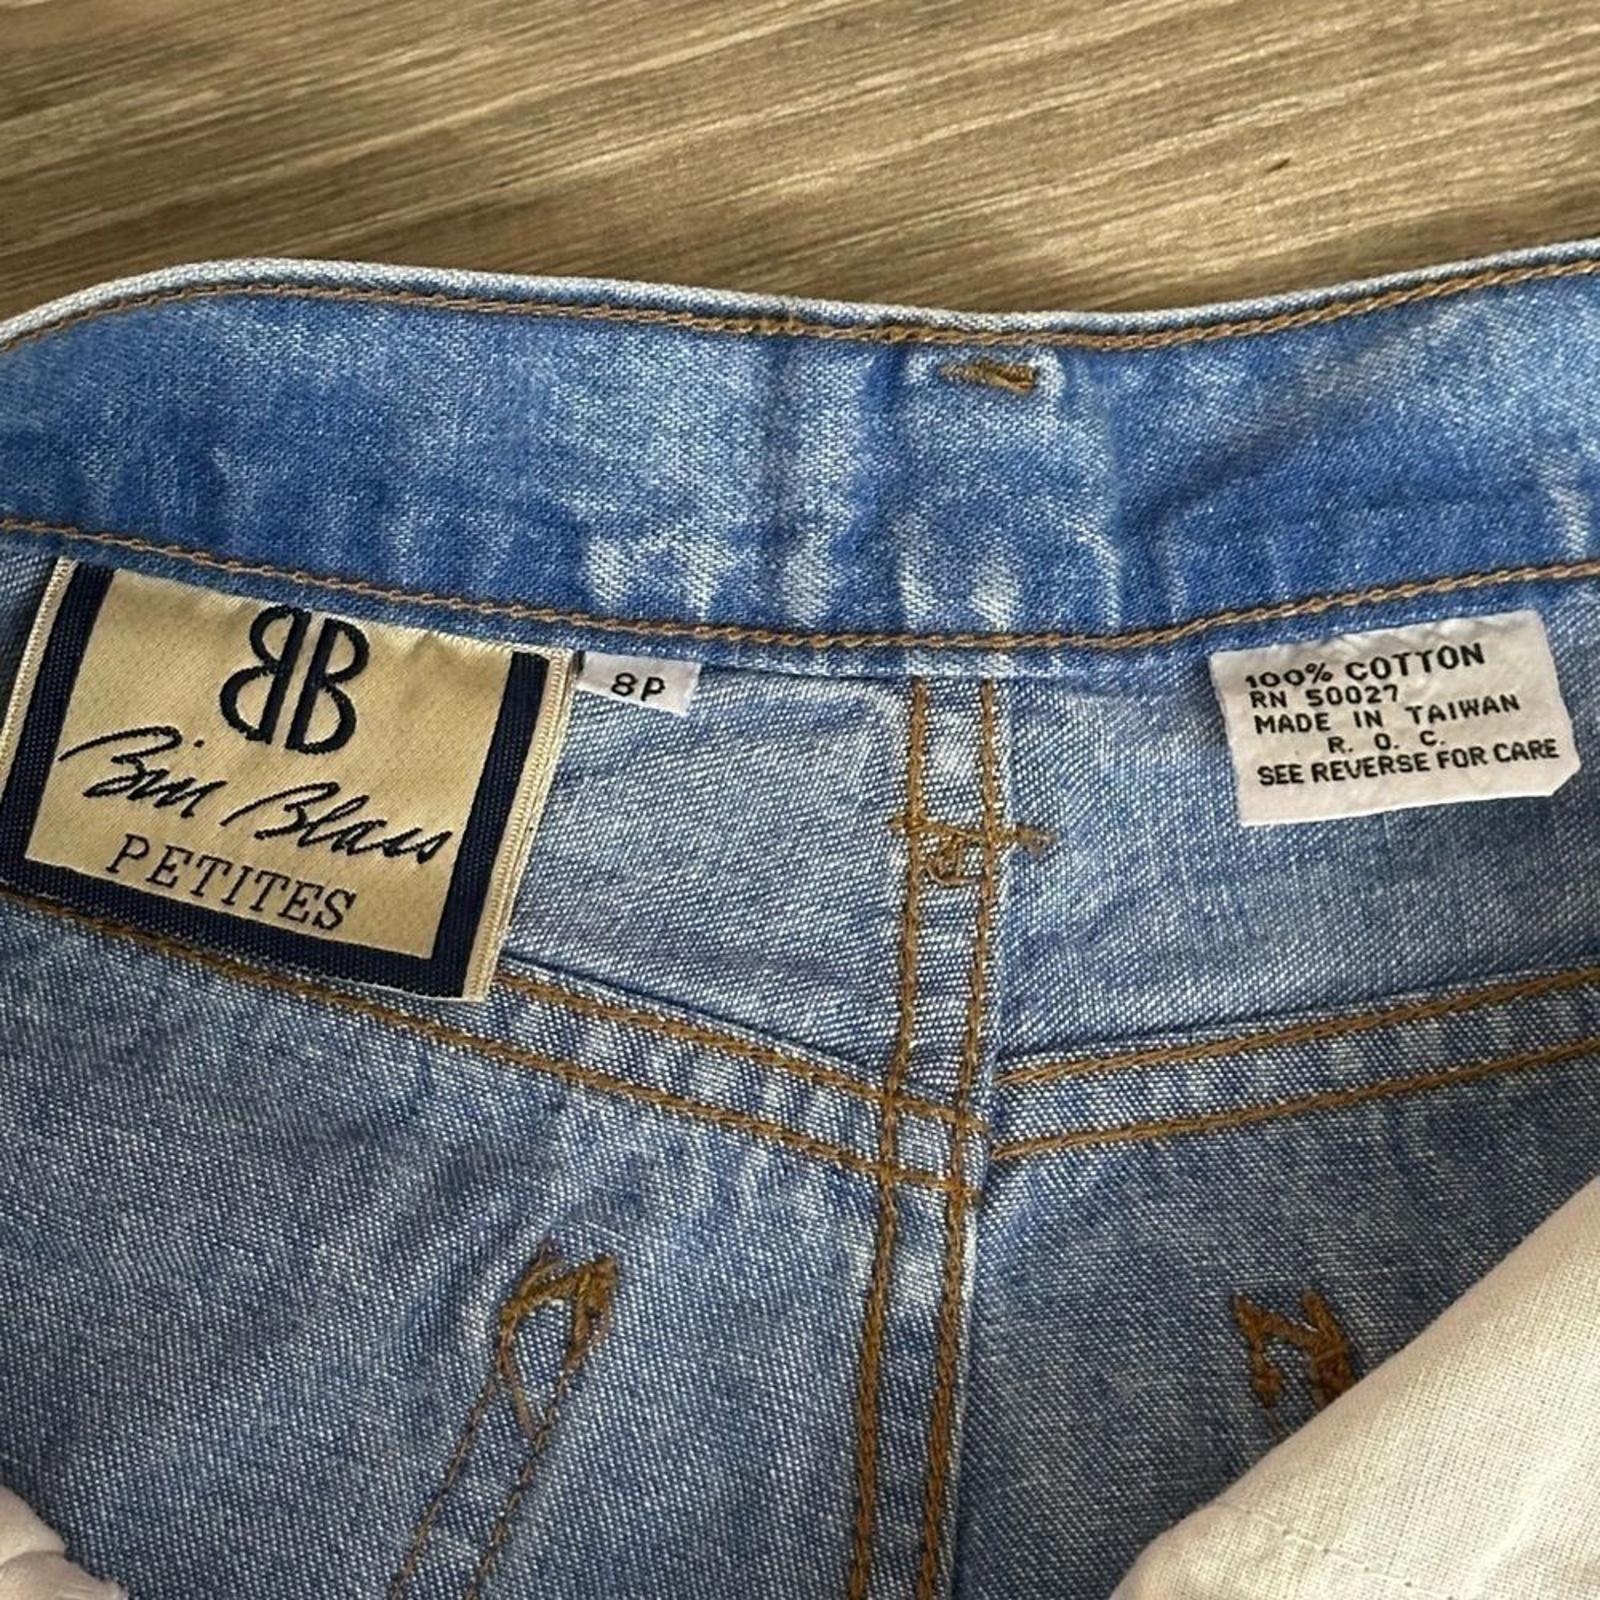 BB
Bill Blass
PETITES
8P
100% COTTON
RN 50027
MADE IN TAIWAN
R. O. C.
SEE REVERSE FOR CARE